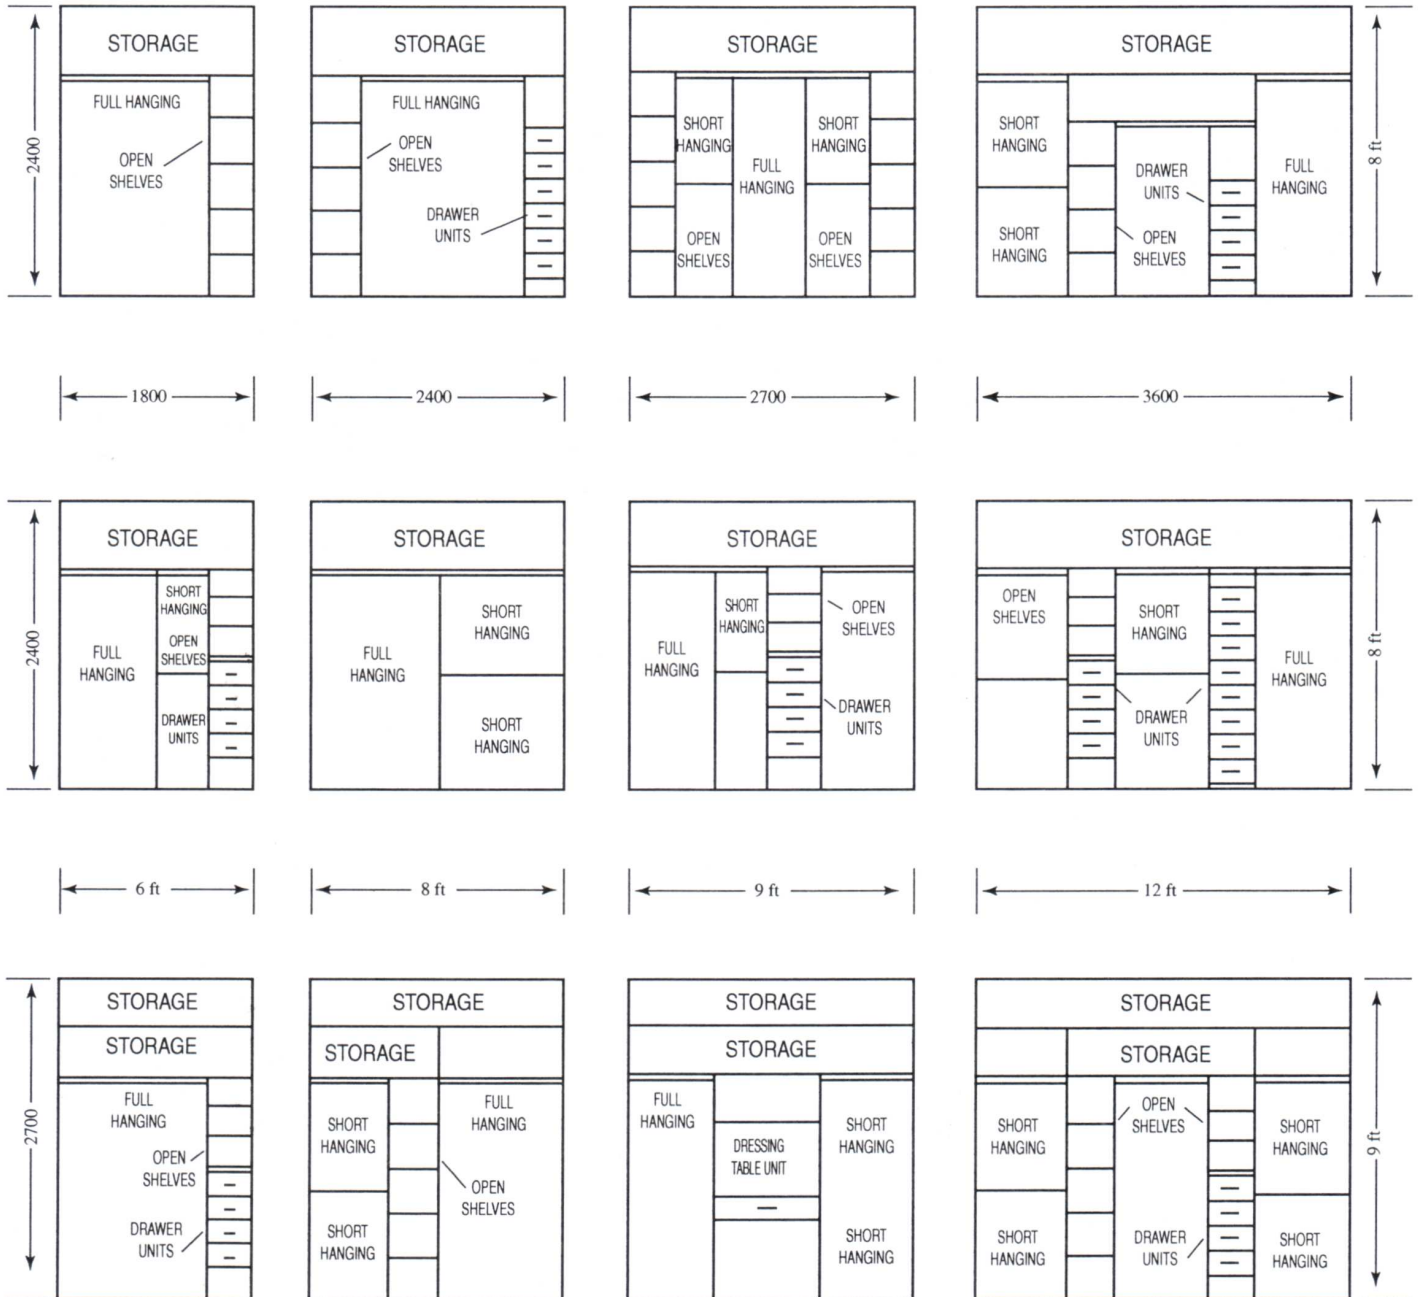 STORAGE
FULL HANGING
OPEN
SHELVES
STORAGE
FULL HANGING
OPEN
SHELVES
DRAWER
UNITS
STORAGE
SHORT
HANGING
FULL
HANGING
SHORT
HANGING
OPEN
SHELVES
OPEN
SHELVES
STORAGE
SHORT
HANGING
SHORT
HANGING
DRAWER
UNITS
OPEN
SHELVES
FULL
HANGING
2400
8 ft
1800
2400
2700
3600
STORAGE
FULL
HANGING
SHORT
HANGING
OPEN
SHELVES
DRAWER
UNITS
STORAGE
FULL
HANGING
SHORT
HANGING
SHORT
HANGING
STORAGE
FULL
HANGING
SHORT
HANGING
OPEN
SHELVES
DRAWER
UNITS
STORAGE
OPEN
SHELVES
SHORT
HANGING
DRAWER
UNITS
FULL
HANGING
2400
8 ft
6 ft
8 ft
9 ft
12 ft
STORAGE
STORAGE
FULL
HANGING
OPEN
SHELVES
DRAWER
UNITS
STORAGE
STORAGE
SHORT
HANGING
SHORT
HANGING
FULL
HANGING
OPEN
SHELVES
STORAGE
STORAGE
FULL
HANGING
DRESSING
TABLE UNIT
SHORT
HANGING
SHORT
HANGING
STORAGE
STORAGE
SHORT
HANGING
SHORT
HANGING
OPEN
SHELVES
DRAWER
UNITS
SHORT
HANGING
SHORT
HANGING
2700
9 ft